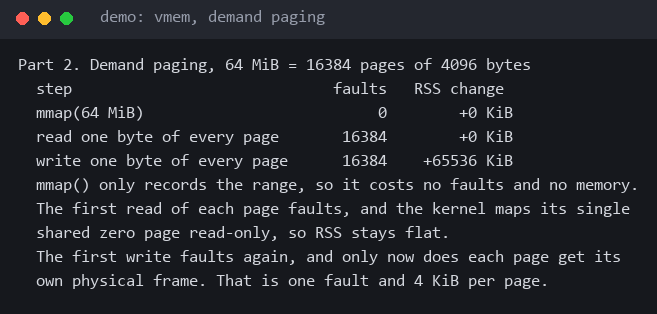 demo: vmem, demand paging
Part 2. Demand paging, 64 MiB = 16384 pages of 4096 bytes
step faults RSS change
mmap(64 MiB) 0 +0 KiB
read one byte of every page 16384 +0 KiB
write one byte of every page 16384 +65536 KiB
mmap() only records the range, so it costs no faults and no memory.
The first read of each page faults, and the kernel maps its single
shared zero page read-only, so RSS stays flat.
The first write faults again, and only now does each page get its
own physical frame. That is one fault and 4 KiB per page.